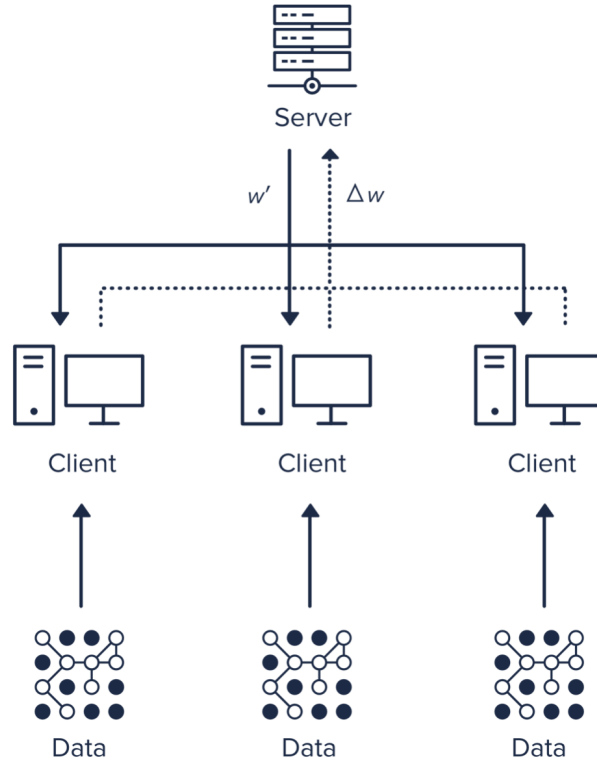 Server
w′
Δw
Client
Client
Client
Data
Data
Data